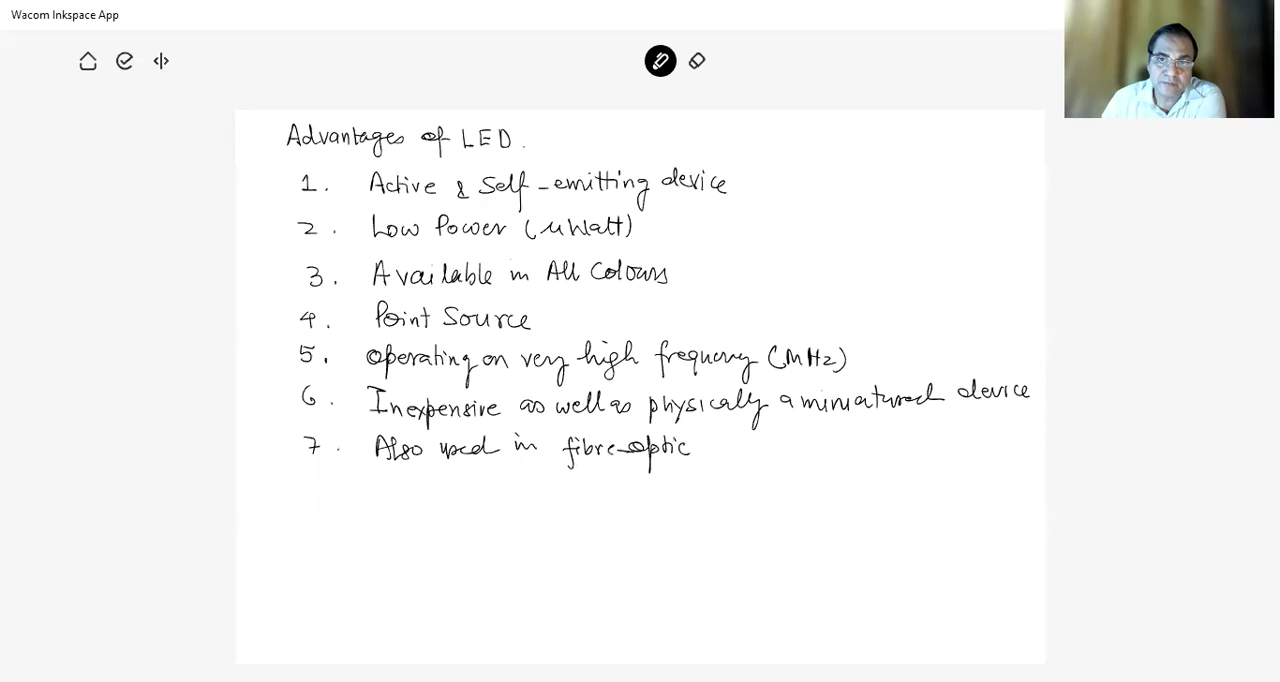 Wacom Inkspace App
Advantages of LED.
1. Active & Self-emitting device
2. Low Power (μWatt)
3. Available in All Colours
4. Point Source
5. Operating on very high frequency (MHz)
6. Inexpensive as well as physically a miniatured device
7. Also used in fibre-optic